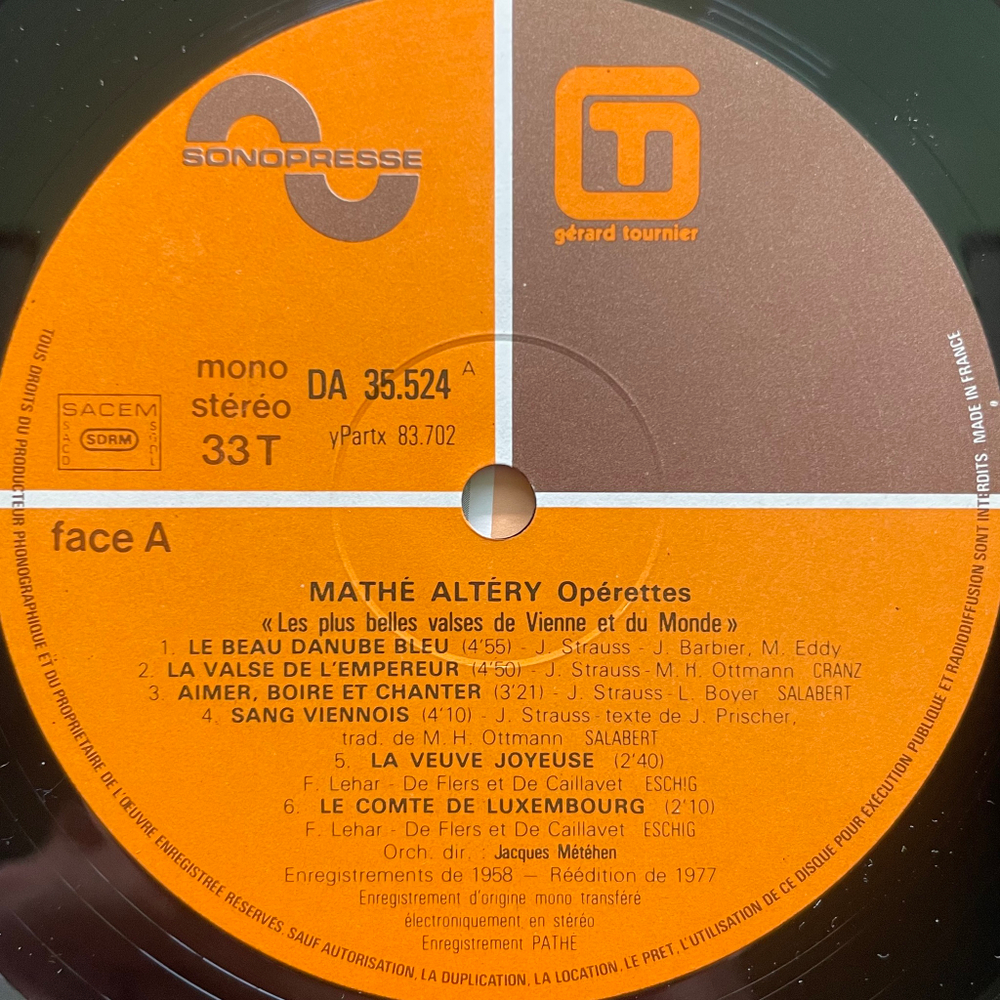 SONOPRESSE
gérard tournier
mono
stéréo
33 T
DA 35.524 A
yPartx 83.702
SACEM
SACD
SDRM
face A
MATHÉ ALTÉRY Opérettes
«Les plus belles valses de Vienne et du Monde»
1. LE BEAU DANUBE BLEU (4'55) - J. Strauss - J. Barbier, M. Eddy
2. LA VALSE DE L'EMPEREUR (4'50) - J. Strauss - M. H. Ottmann CRANZ
3. AIMER, BOIRE ET CHANTER (3'21) - J. Strauss - L. Boyer SALABERT
4. SANG VIENNOIS (4'10) - J. Strauss - texte de J. Prischer,
trad. de M. H. Ottmann SALABERT
5. LA VEUVE JOYEUSE (2'40)
F. Lehar - De Flers et De Caillavet ESCHIG
6. LE COMTE DE LUXEMBOURG (2'10)
F. Lehar - De Flers et De Caillavet ESCHIG
Orch. dir. : Jacques Météhen
Enregistrements de 1958 — Réédition de 1977
Enregistrement d'origine mono transféré
électroniquement en stéréo
Enregistrement PATHE
TOUS DROITS DU PRODUCTEUR PHONOGRAPHIQUE ET DU PROPRIETAIRE DE L'ŒUVRE ENREGISTRÉE RESERVES. SAUF AUTORISATION, LA DUPLICATION, LA LOCATION, LE PRET, L'UTILISATION DE CE DISQUE POUR EXECUTION PUBLIQUE ET RADIODIFFUSION SONT INTERDITS MADE IN FRANCE